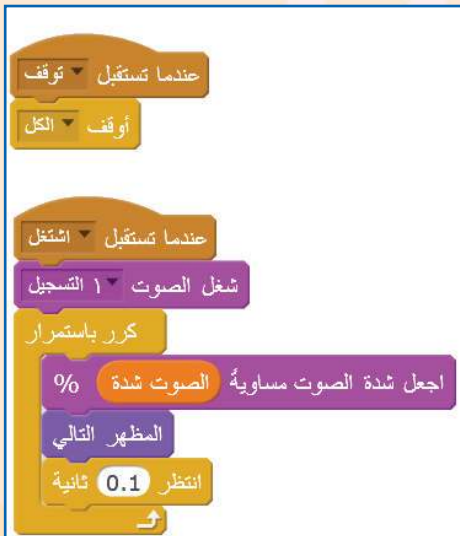 عندما تستقبل توقف
أوقف الكل
عندما تستقبل اشتغل
شغل الصوت ١ التسجيل
كرر باستمرار
اجعل شدة الصوت مساويةً الصوت شدة %
المظهر التالي
انتظر 0.1 ثانية